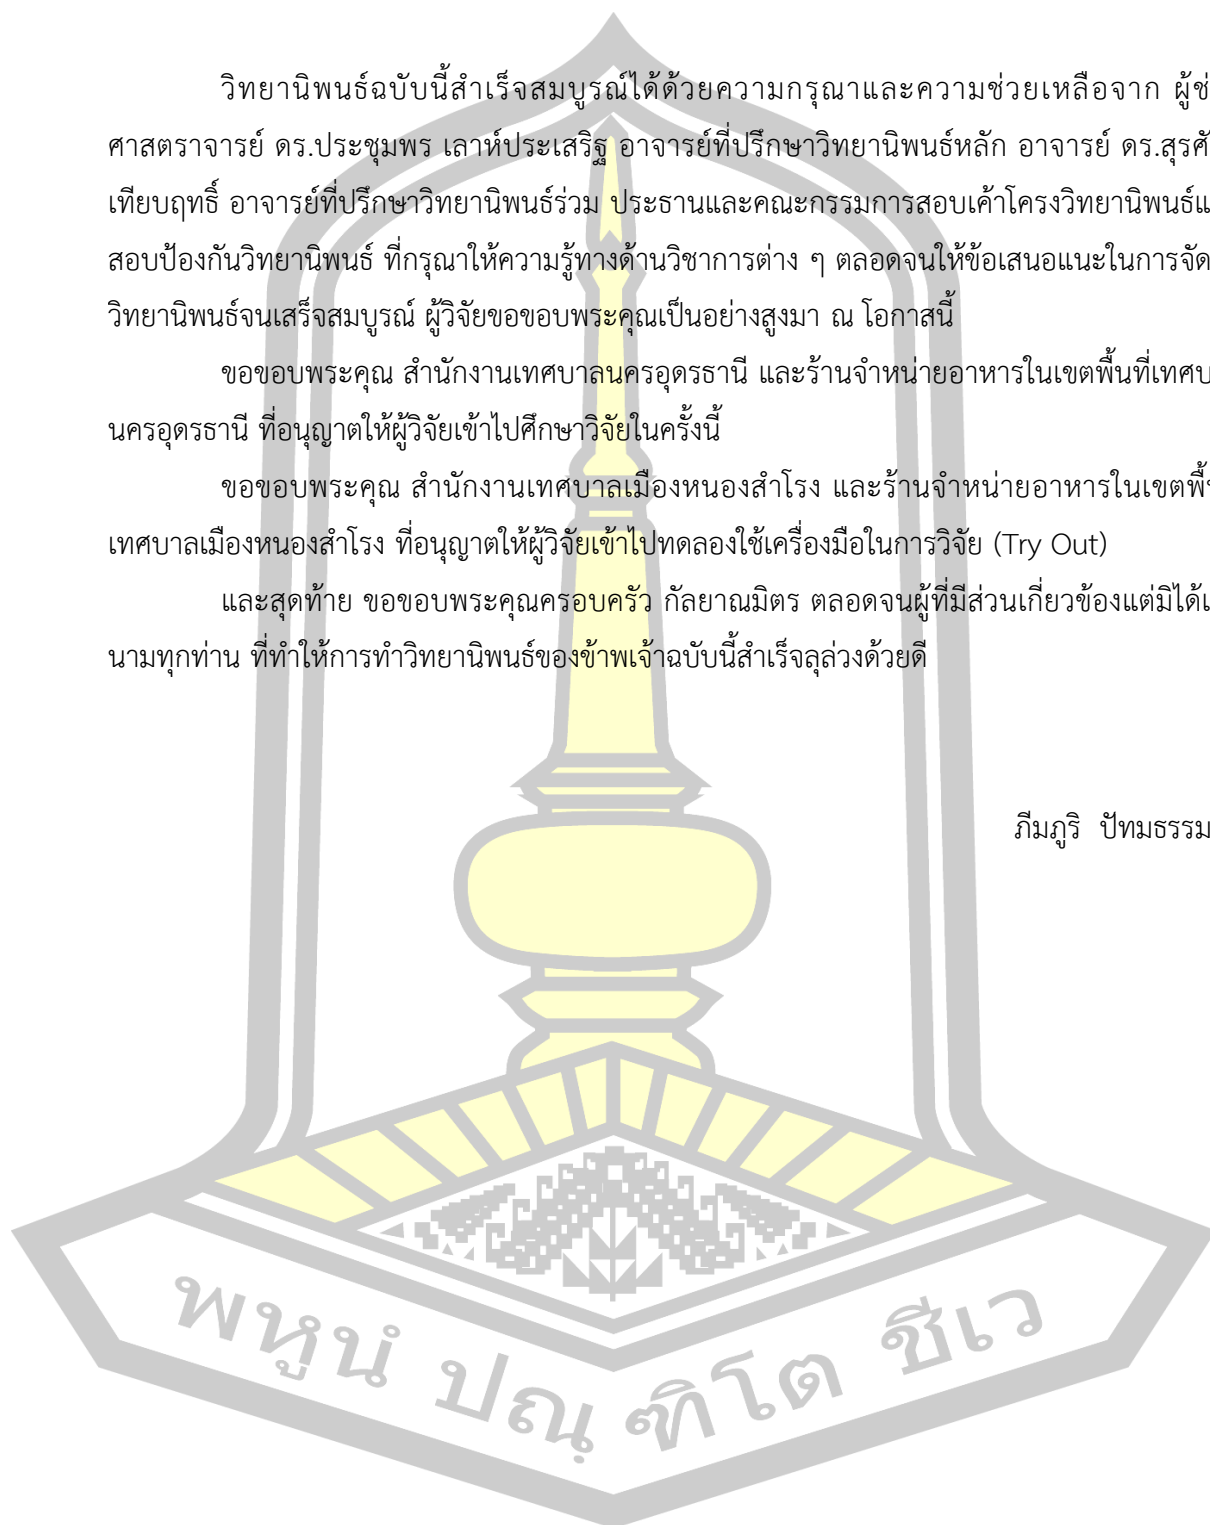 วิทยานิพนธ์ฉบับนี้สำเร็จสมบูรณ์ได้ด้วยความกรุณาและความช่วยเหลือจาก ผู้ช่
ศาสตราจารย์ ดร.ประชุมพร เลาห์ประเสริฐ อาจารย์ที่ปรึกษาวิทยานิพนธ์หลัก อาจารย์ ดร.สุรศั
เทียบฤทธิ์ อาจารย์ที่ปรึกษาวิทยานิพนธ์ร่วม ประธานและคณะกรรมการสอบเค้าโครงวิทยานิพนธ์แ
สอบป้องกันวิทยานิพนธ์ ที่กรุณาให้ความรู้ทางด้านวิชาการต่าง ๆ ตลอดจนให้ข้อเสนอแนะในการจัด
วิทยานิพนธ์จนเสร็จสมบูรณ์ ผู้วิจัยขอขอบพระคุณเป็นอย่างสูงมา ณ โอกาสนี้
ขอขอบพระคุณ สำนักงานเทศบาลนครอุดรธานี และร้านจำหน่ายอาหารในเขตพื้นที่เทศบ
นครอุดรธานี ที่อนุญาตให้ผู้วิจัยเข้าไปศึกษาวิจัยในครั้งนี้
ขอขอบพระคุณ สำนักงานเทศบาลเมืองหนองสำโรง และร้านจำหน่ายอาหารในเขตพื้
เทศบาลเมืองหนองสำโรง ที่อนุญาตให้ผู้วิจัยเข้าไปทดลองใช้เครื่องมือในการวิจัย (Try Out)
และสุดท้าย ขอขอบพระคุณครอบครัว กัลยาณมิตร ตลอดจนผู้ที่มีส่วนเกี่ยวข้องแต่มิได้เ
นามทุกท่าน ที่ทำให้การทำวิทยานิพนธ์ของข้าพเจ้าฉบับนี้สำเร็จลุล่วงด้วยดี
ภีมภูริ ปัทมธรรม
พหูนํ ปณฺฑิโต ชีเว